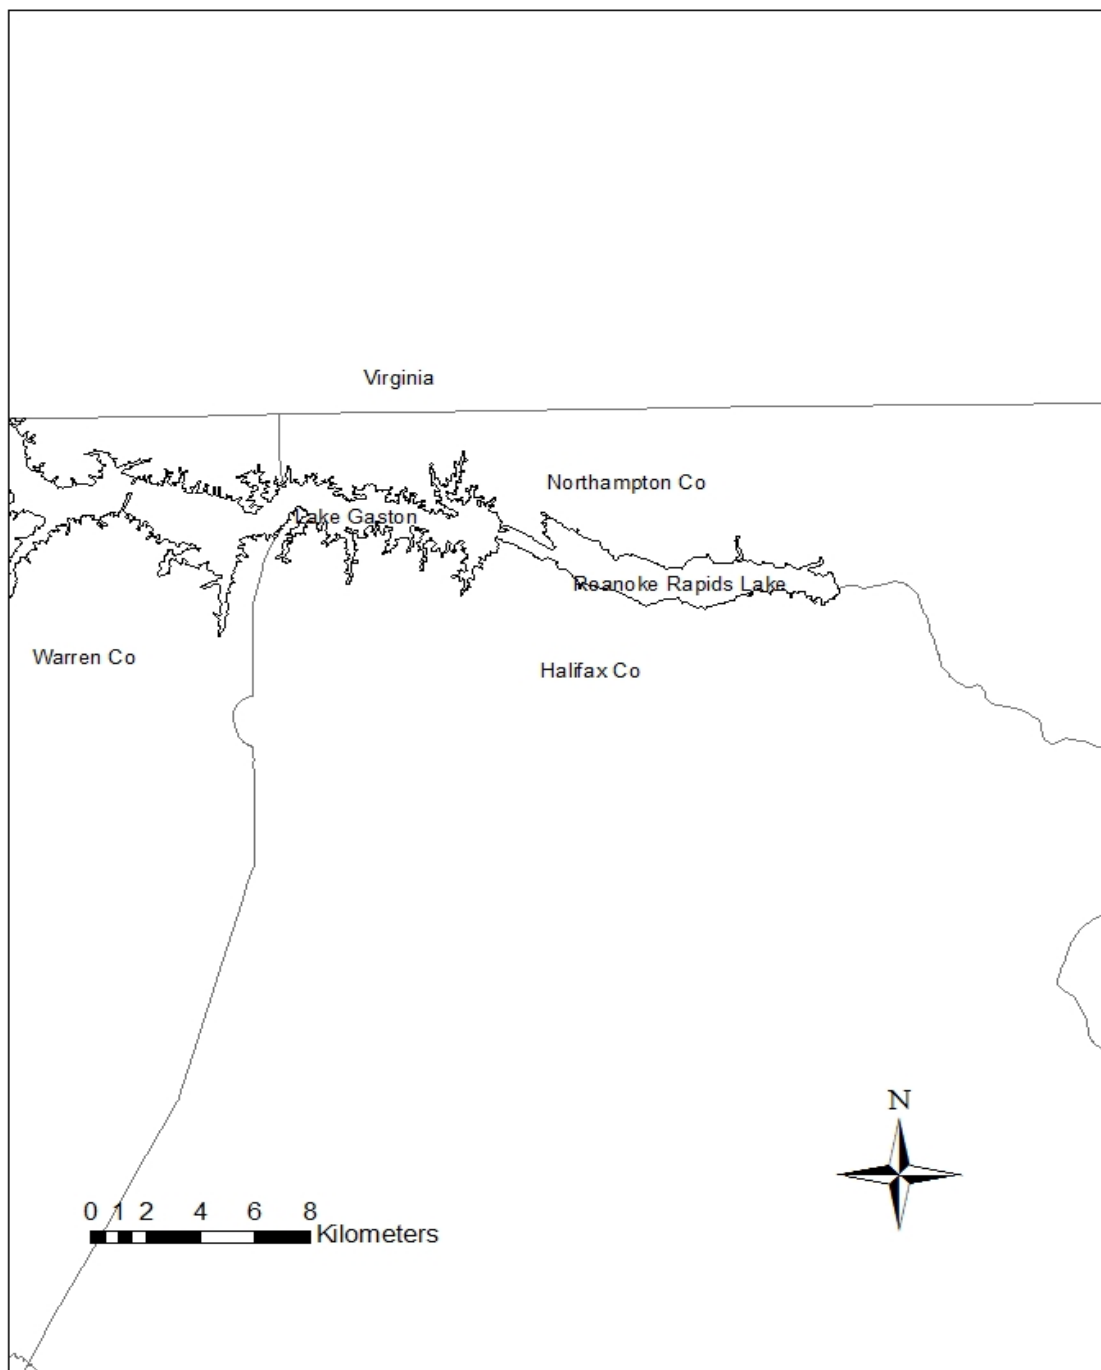 Virginia
Northampton Co
Lake Gaston
Roanoke Rapids Lake
Warren Co
Halifax Co
N
0 1 2 4 6 8
Kilometers